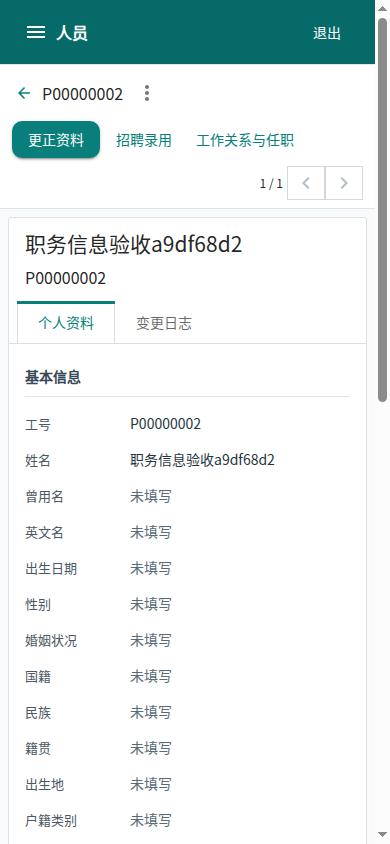 人员
退出
P00000002
更正资料
招聘录用
工作关系与任职
1 / 1
职务信息验收a9df68d2
P00000002
个人资料
变更日志
基本信息
工号 P00000002
姓名 职务信息验收a9df68d2
曾用名 未填写
英文名 未填写
出生日期 未填写
性别 未填写
婚姻状况 未填写
国籍 未填写
民族 未填写
籍贯 未填写
出生地 未填写
户籍类别 未填写